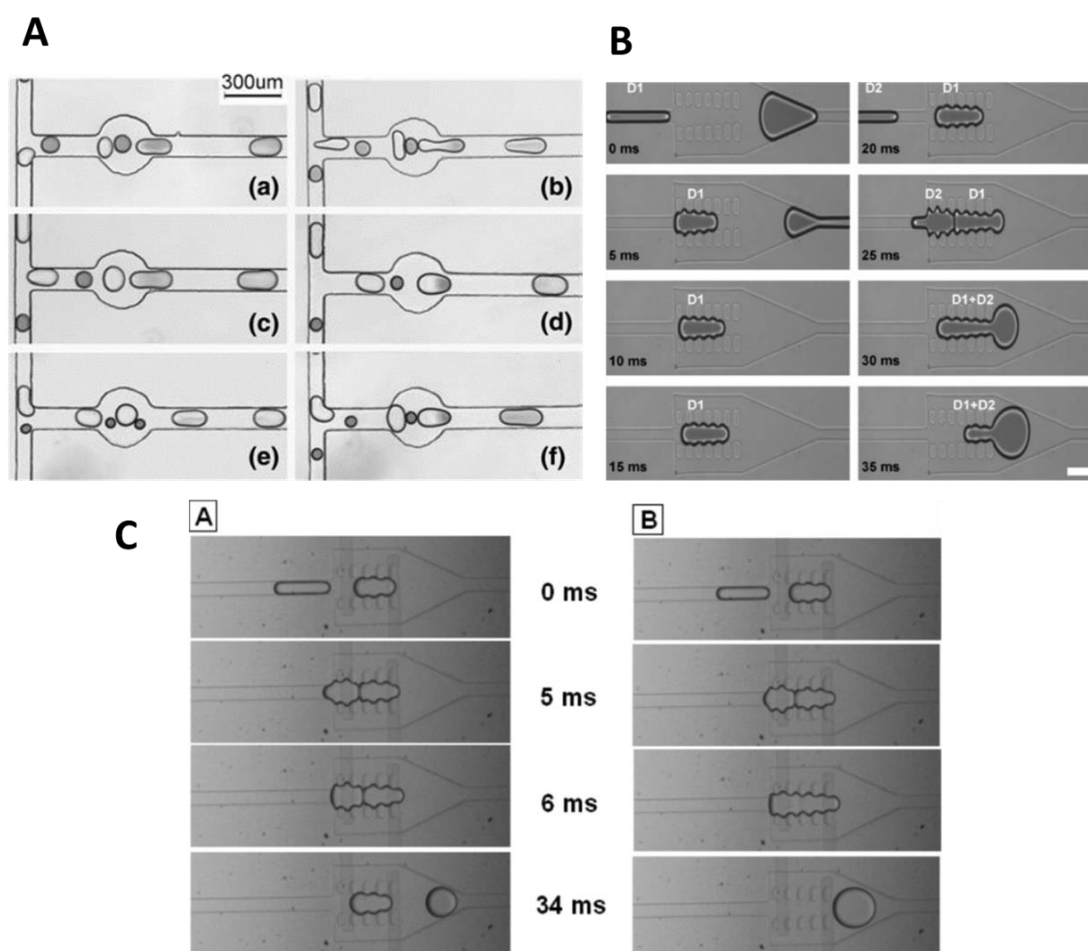 A
300um
(a)
(b)
(c)
(d)
(e)
(f)
B
D1
0 ms
D2 D1
20 ms
D1
5 ms
D2 D1
25 ms
D1
10 ms
D1+D2
30 ms
D1
15 ms
D1+D2
35 ms
C
A
B
0 ms
5 ms
6 ms
34 ms